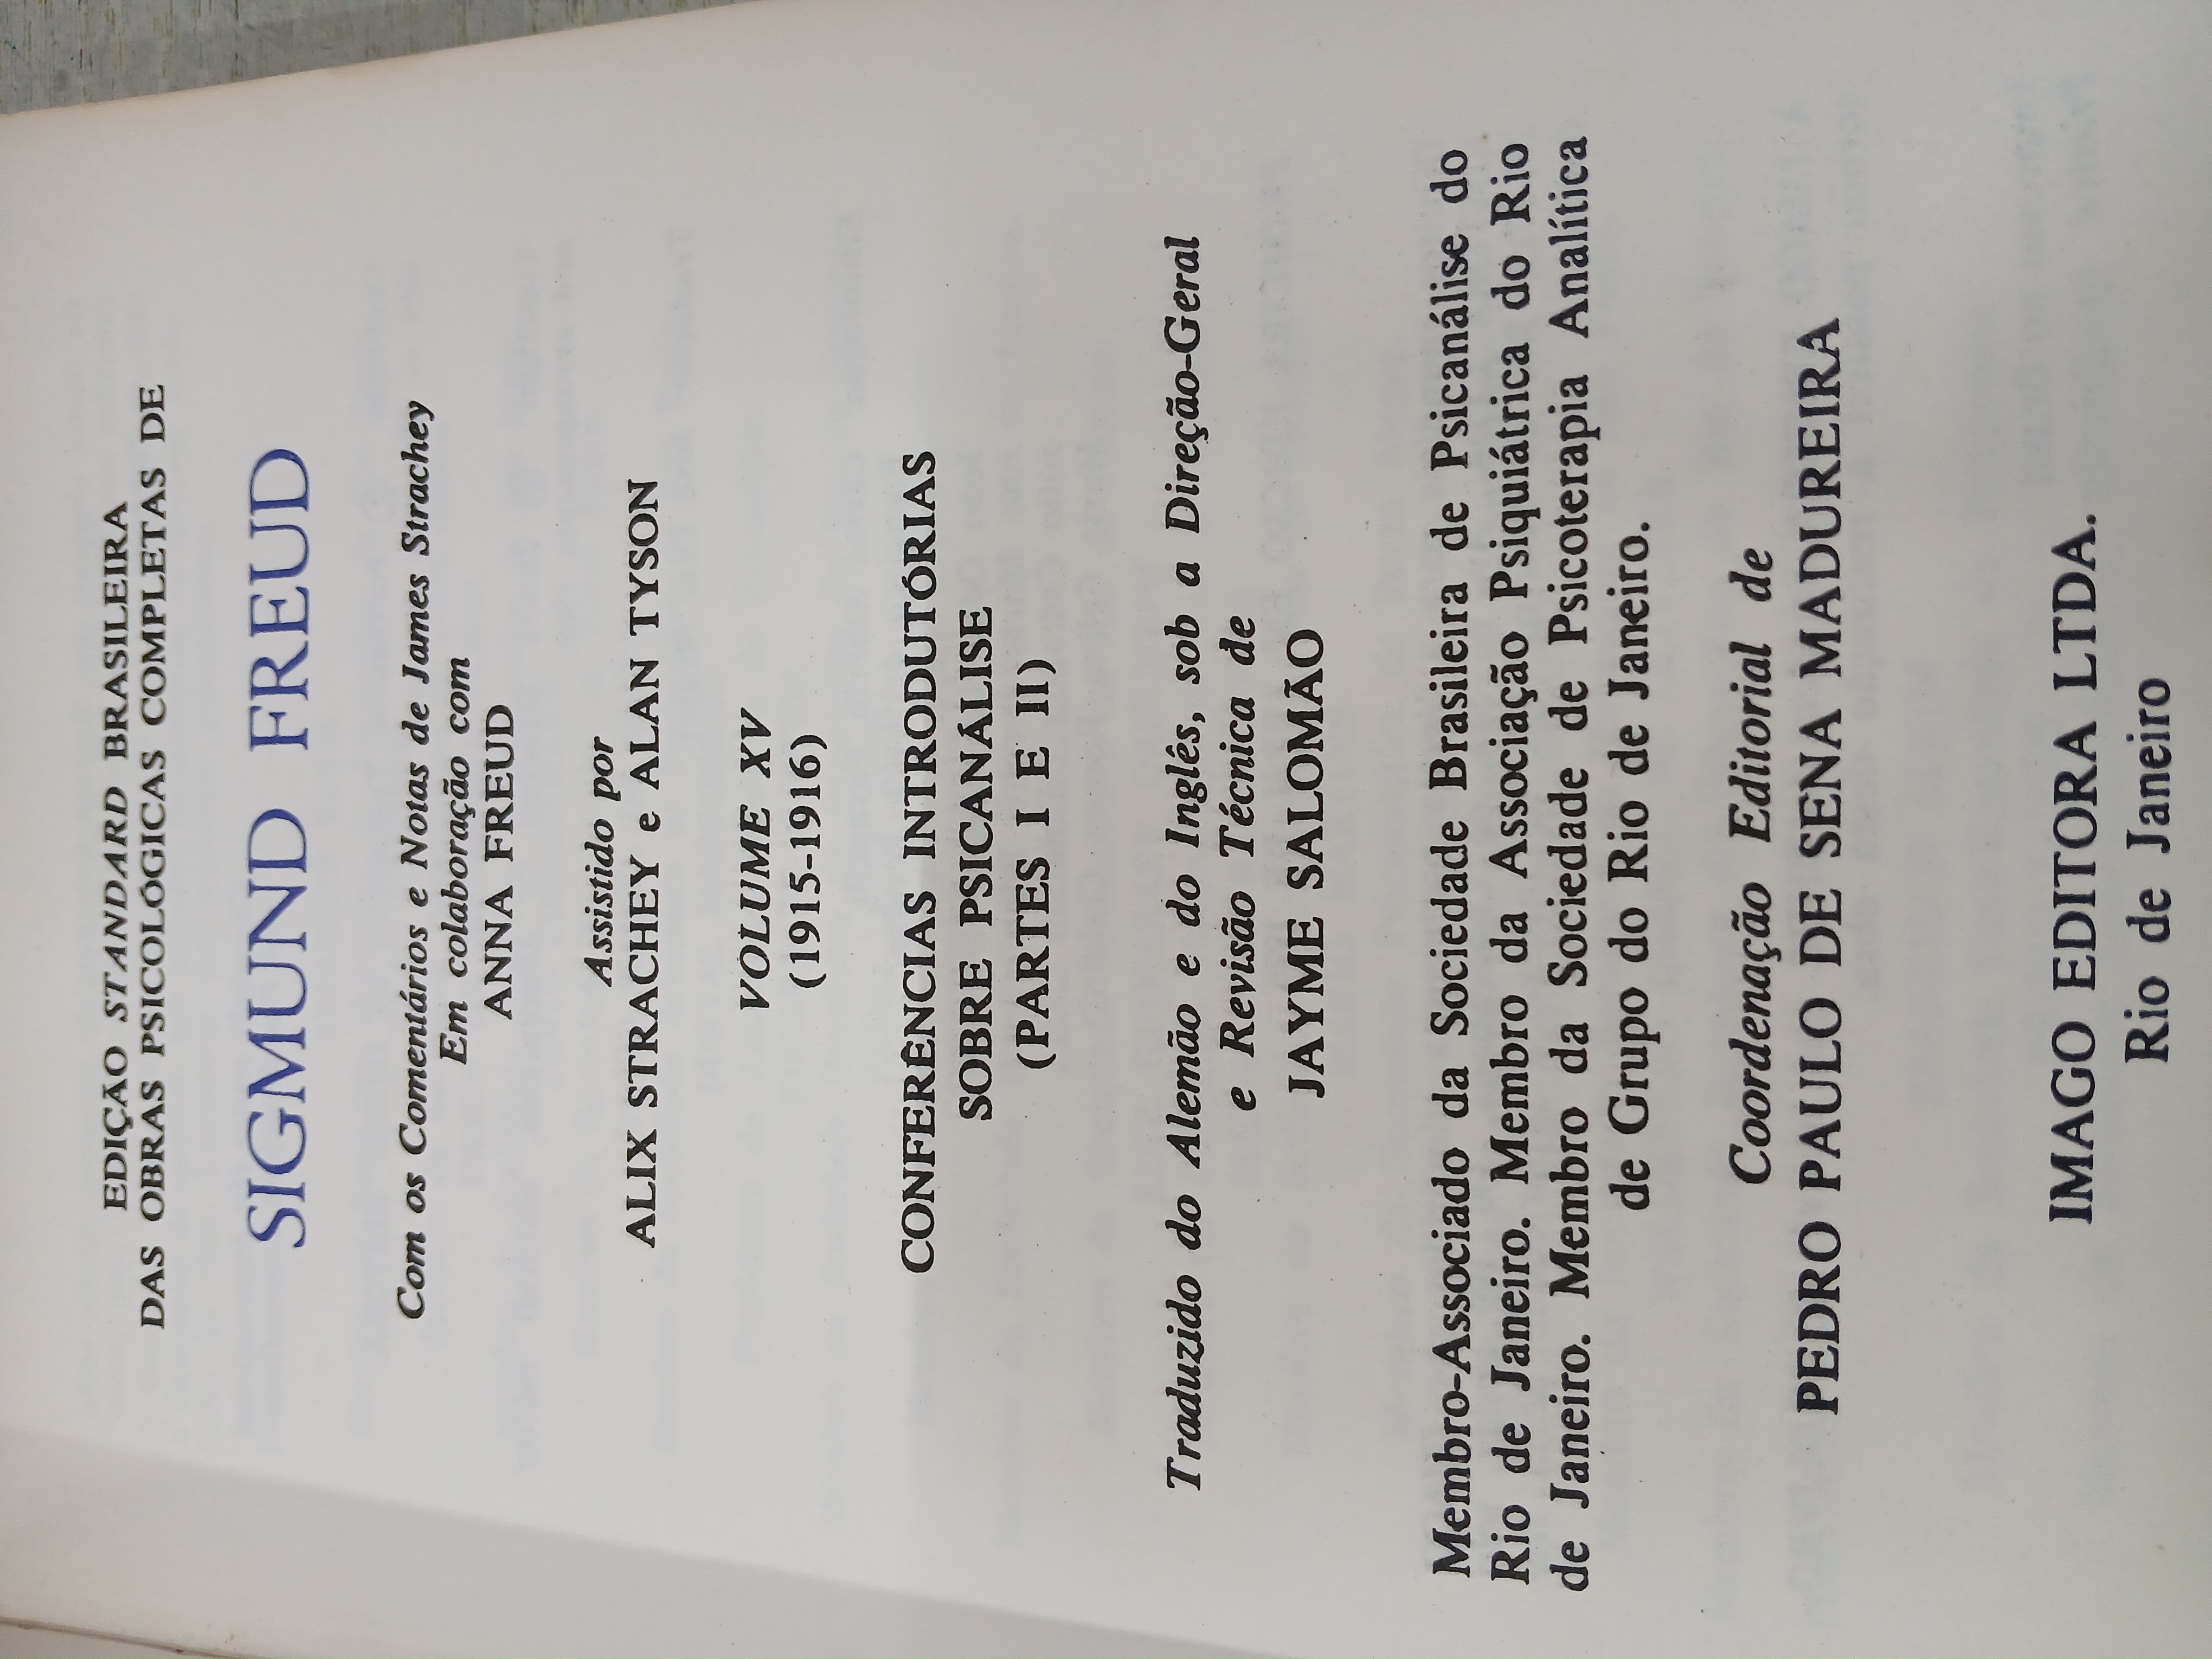 EDIÇÃO STANDARD BRASILEIRA
DAS OBRAS PSICOLÓGICAS COMPLETAS DE
SIGMUND FREUD
Com os Comentários e Notas de James Strachey
Em colaboração com
ANNA FREUD
Assistido por
ALIX STRACHEY e ALAN TYSON
VOLUME XV
(1915-1916)
CONFERÊNCIAS INTRODUTÓRIAS
SOBRE PSICANÁLISE
(PARTES I E II)
Traduzido do Alemão e do Inglês, sob a Direção-Geral
e Revisão Técnica de
JAYME SALOMÃO
Membro-Associado da Sociedade Brasileira de Psicanálise do
Rio de Janeiro. Membro da Associação Psiquiátrica do Rio
de Janeiro. Membro da Sociedade de Psicoterapia Analítica
de Grupo do Rio de Janeiro.
Coordenação Editorial de
PEDRO PAULO DE SENA MADUREIRA
IMAGO EDITORA LTDA.
Rio de Janeiro